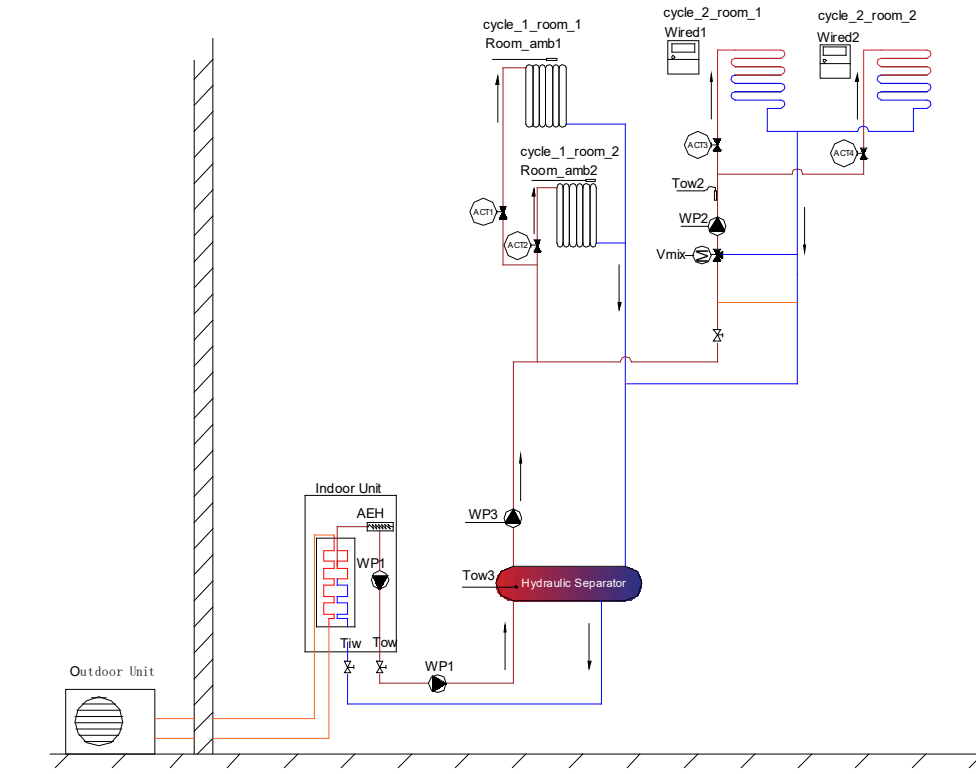 cycle_1_room_1
Room_amb1
cycle_2_room_1
Wired1
cycle_2_room_2
Wired2
cycle_1_room_2
Room_amb2
ACT1
ACT2
ACT3
ACT4
Tow2
WP2
Vmix
M
Indoor Unit
AEH
WP1
Tiw
Tow
WP3
Tow3
Hydraulic Separator
WP1
Outdoor Unit